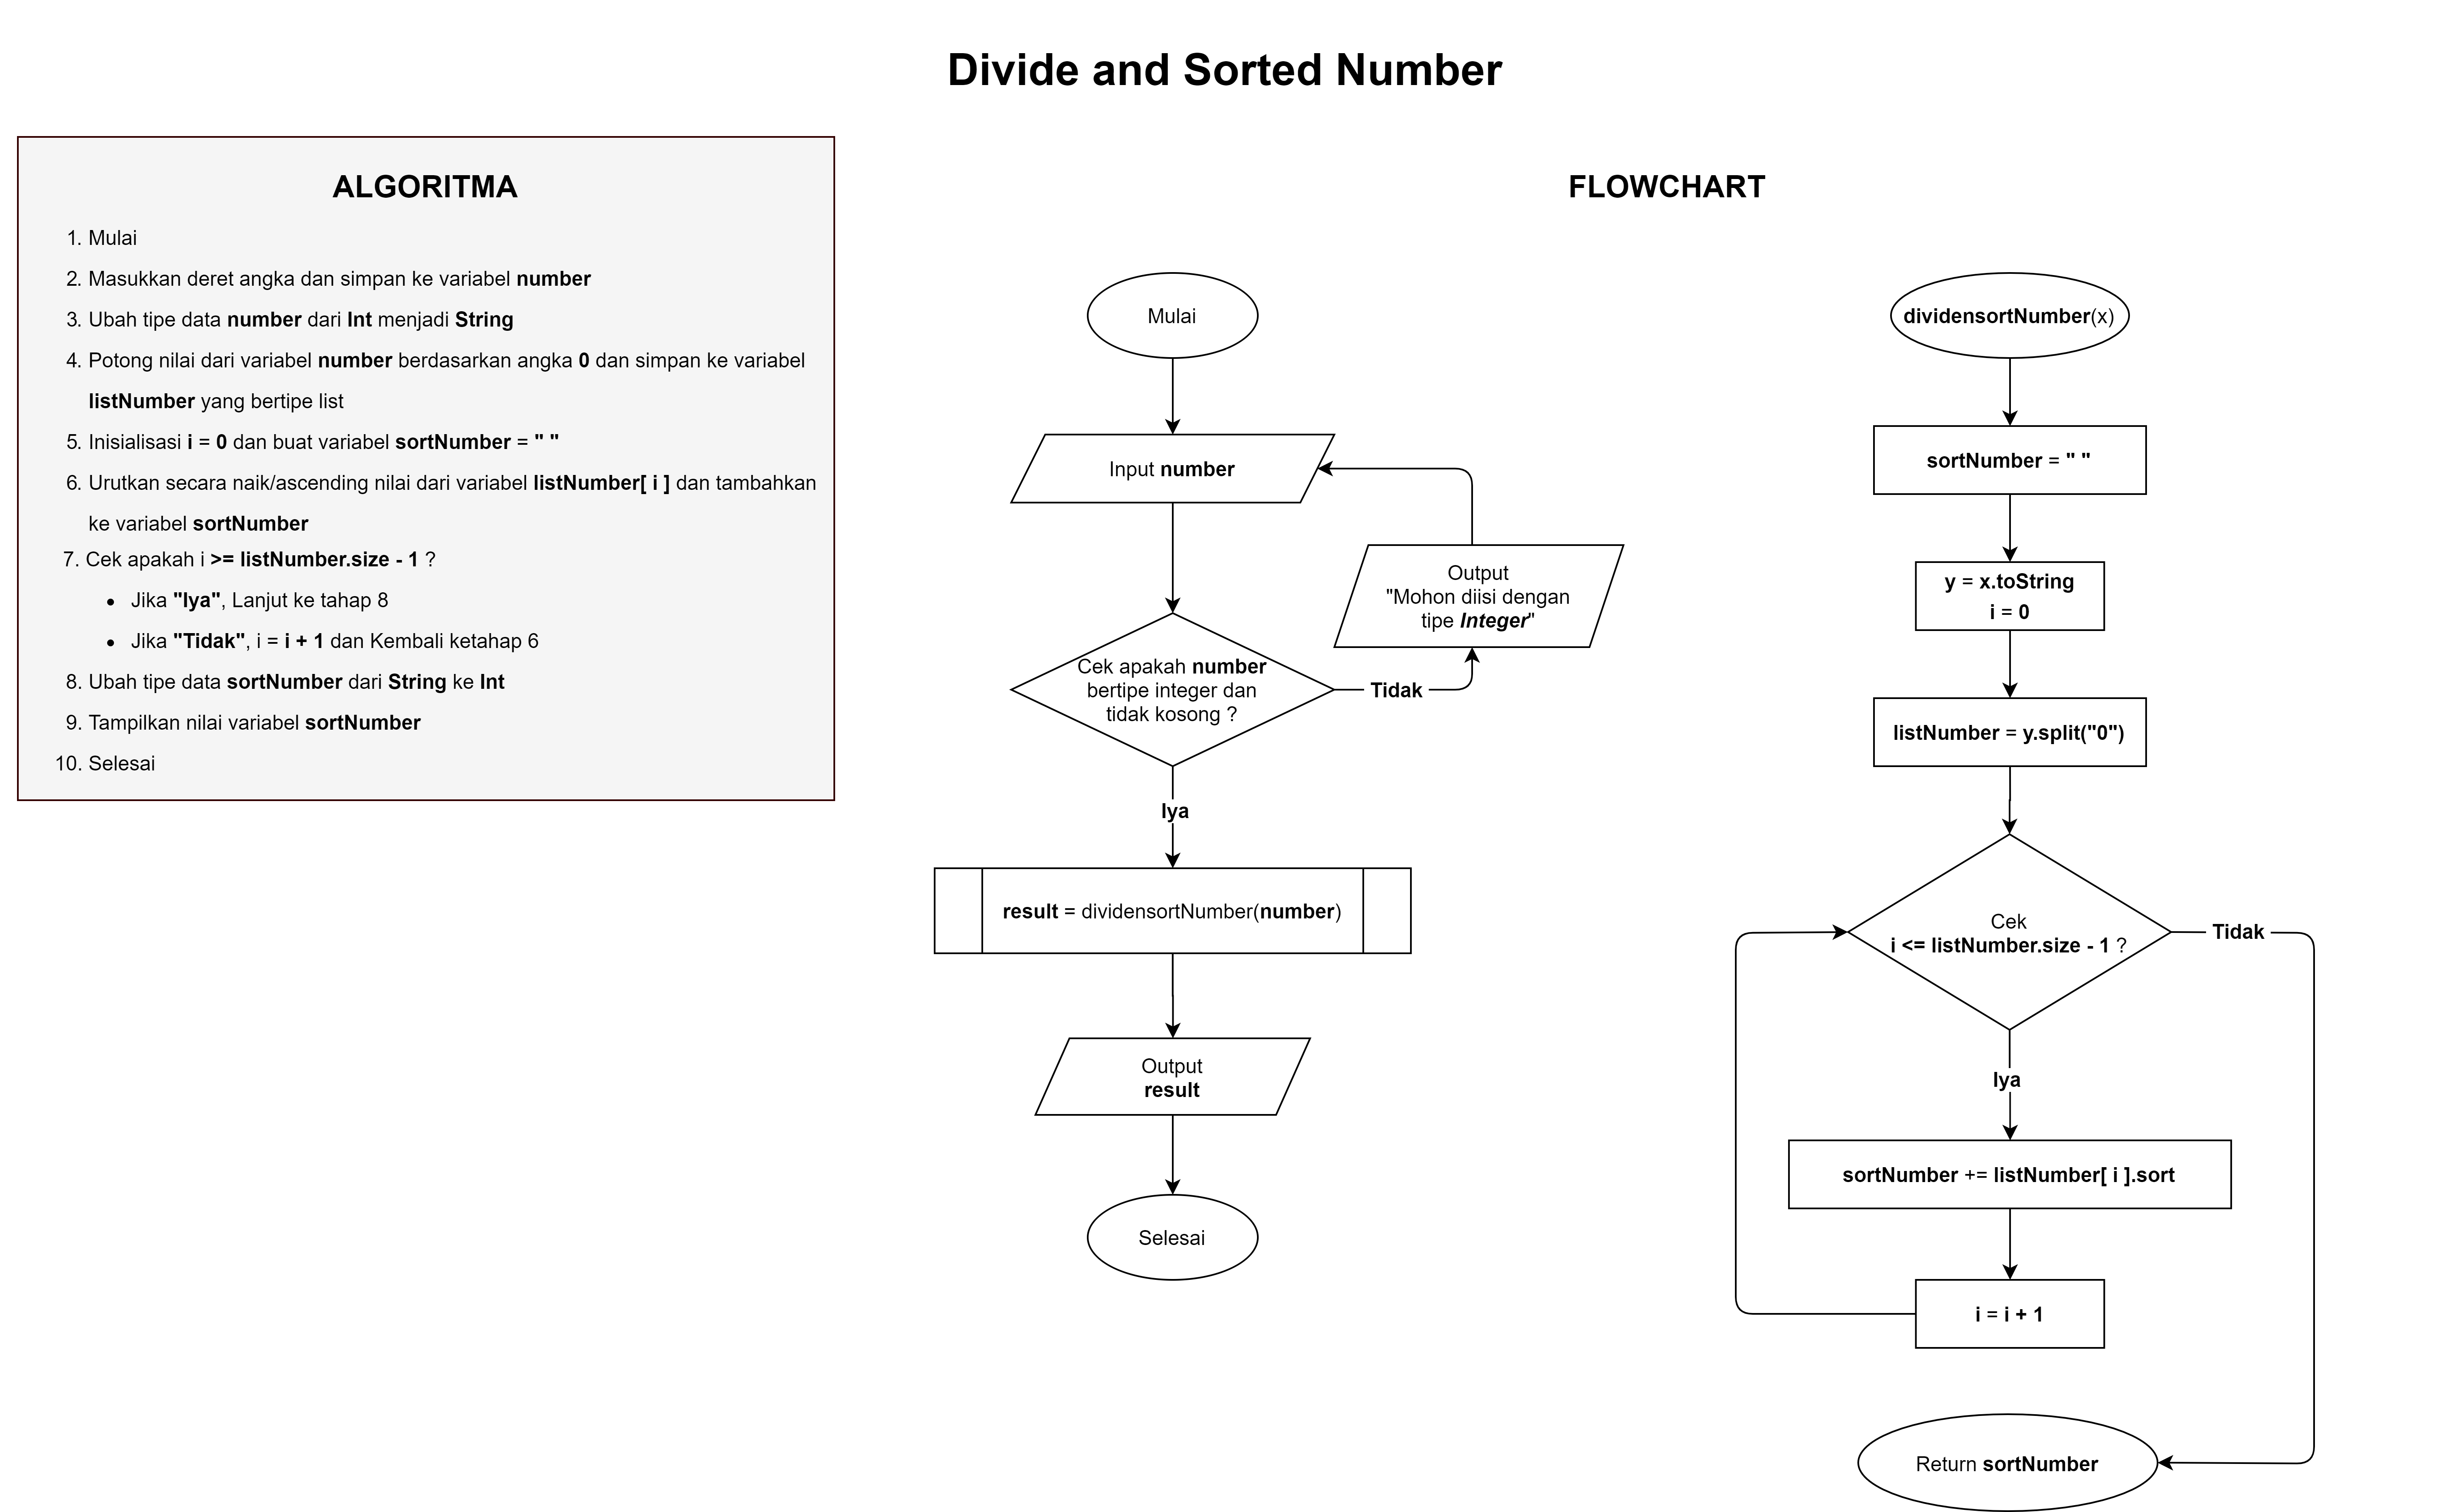 Divide and Sorted Number
ALGORITMA
1. Mulai
2. Masukkan deret angka dan simpan ke variabel number
3. Ubah tipe data number dari Int menjadi String
4. Potong nilai dari variabel number berdasarkan angka 0 dan simpan ke variabel
listNumber yang bertipe list
5. Inisialisasi i = 0 dan buat variabel sortNumber = " "
6. Urutkan secara naik/ascending nilai dari variabel listNumber[ i ] dan tambahkan
ke variabel sortNumber
7. Cek apakah i >= listNumber.size - 1 ?
• Jika "Iya", Lanjut ke tahap 8
• Jika "Tidak", i = i + 1 dan Kembali ketahap 6
8. Ubah tipe data sortNumber dari String ke Int
9. Tampilkan nilai variabel sortNumber
10. Selesai
FLOWCHART
Mulai
Input number
Output
"Mohon diisi dengan
tipe Integer"
Cek apakah number
bertipe integer dan
tidak kosong ?
Tidak
Iya
result = dividensortNumber(number)
Output
result
Selesai
dividensortNumber(x)
sortNumber = " "
y = x.toString
i = 0
listNumber = y.split("0")
Cek
i <= listNumber.size - 1 ?
Tidak
Iya
sortNumber += listNumber[ i ].sort
i = i + 1
Return sortNumber